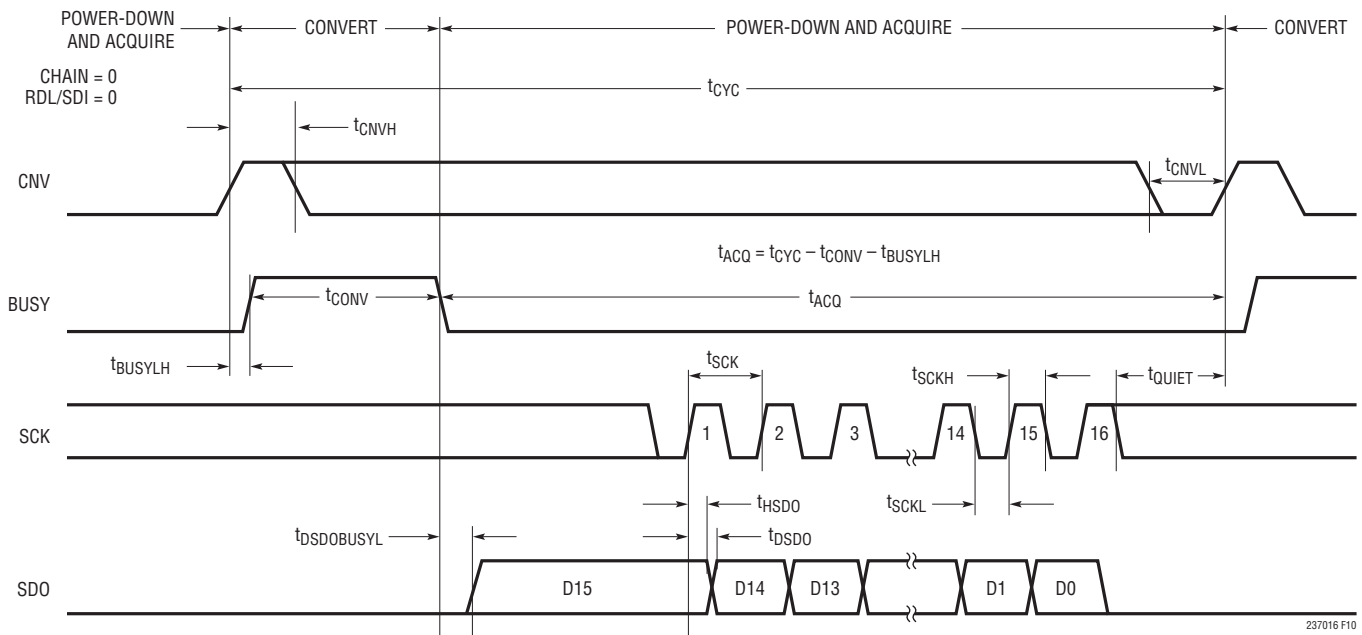 POWER-DOWN
AND ACQUIRE
CONVERT
POWER-DOWN AND ACQUIRE
CONVERT
CHAIN = 0
RDL/SDI = 0
tCYC
tCNVH
CNV
tCNVL
tACQ = tCYC – tCONV – tBUSYLH
BUSY
tCONV
tACQ
tBUSYLH
tSCK
tSCKH
tQUIET
SCK
1
2
3
14
15
16
tHSDO
tSCKL
tDSDOBUSYL
tDSDO
SDO
D15
D14
D13
D1
D0
237016 F10